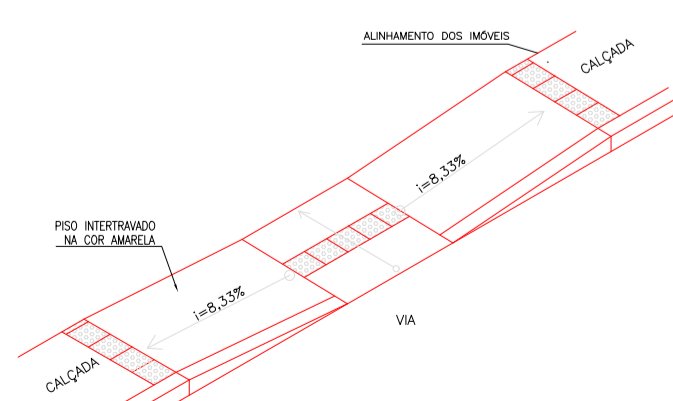 ALINHAMENTO DOS IMÓVEIS
CALÇADA
i=8,33%
PISO INTERTRAVADO
NA COR AMARELA
i=8,33%
VIA
CALÇADA